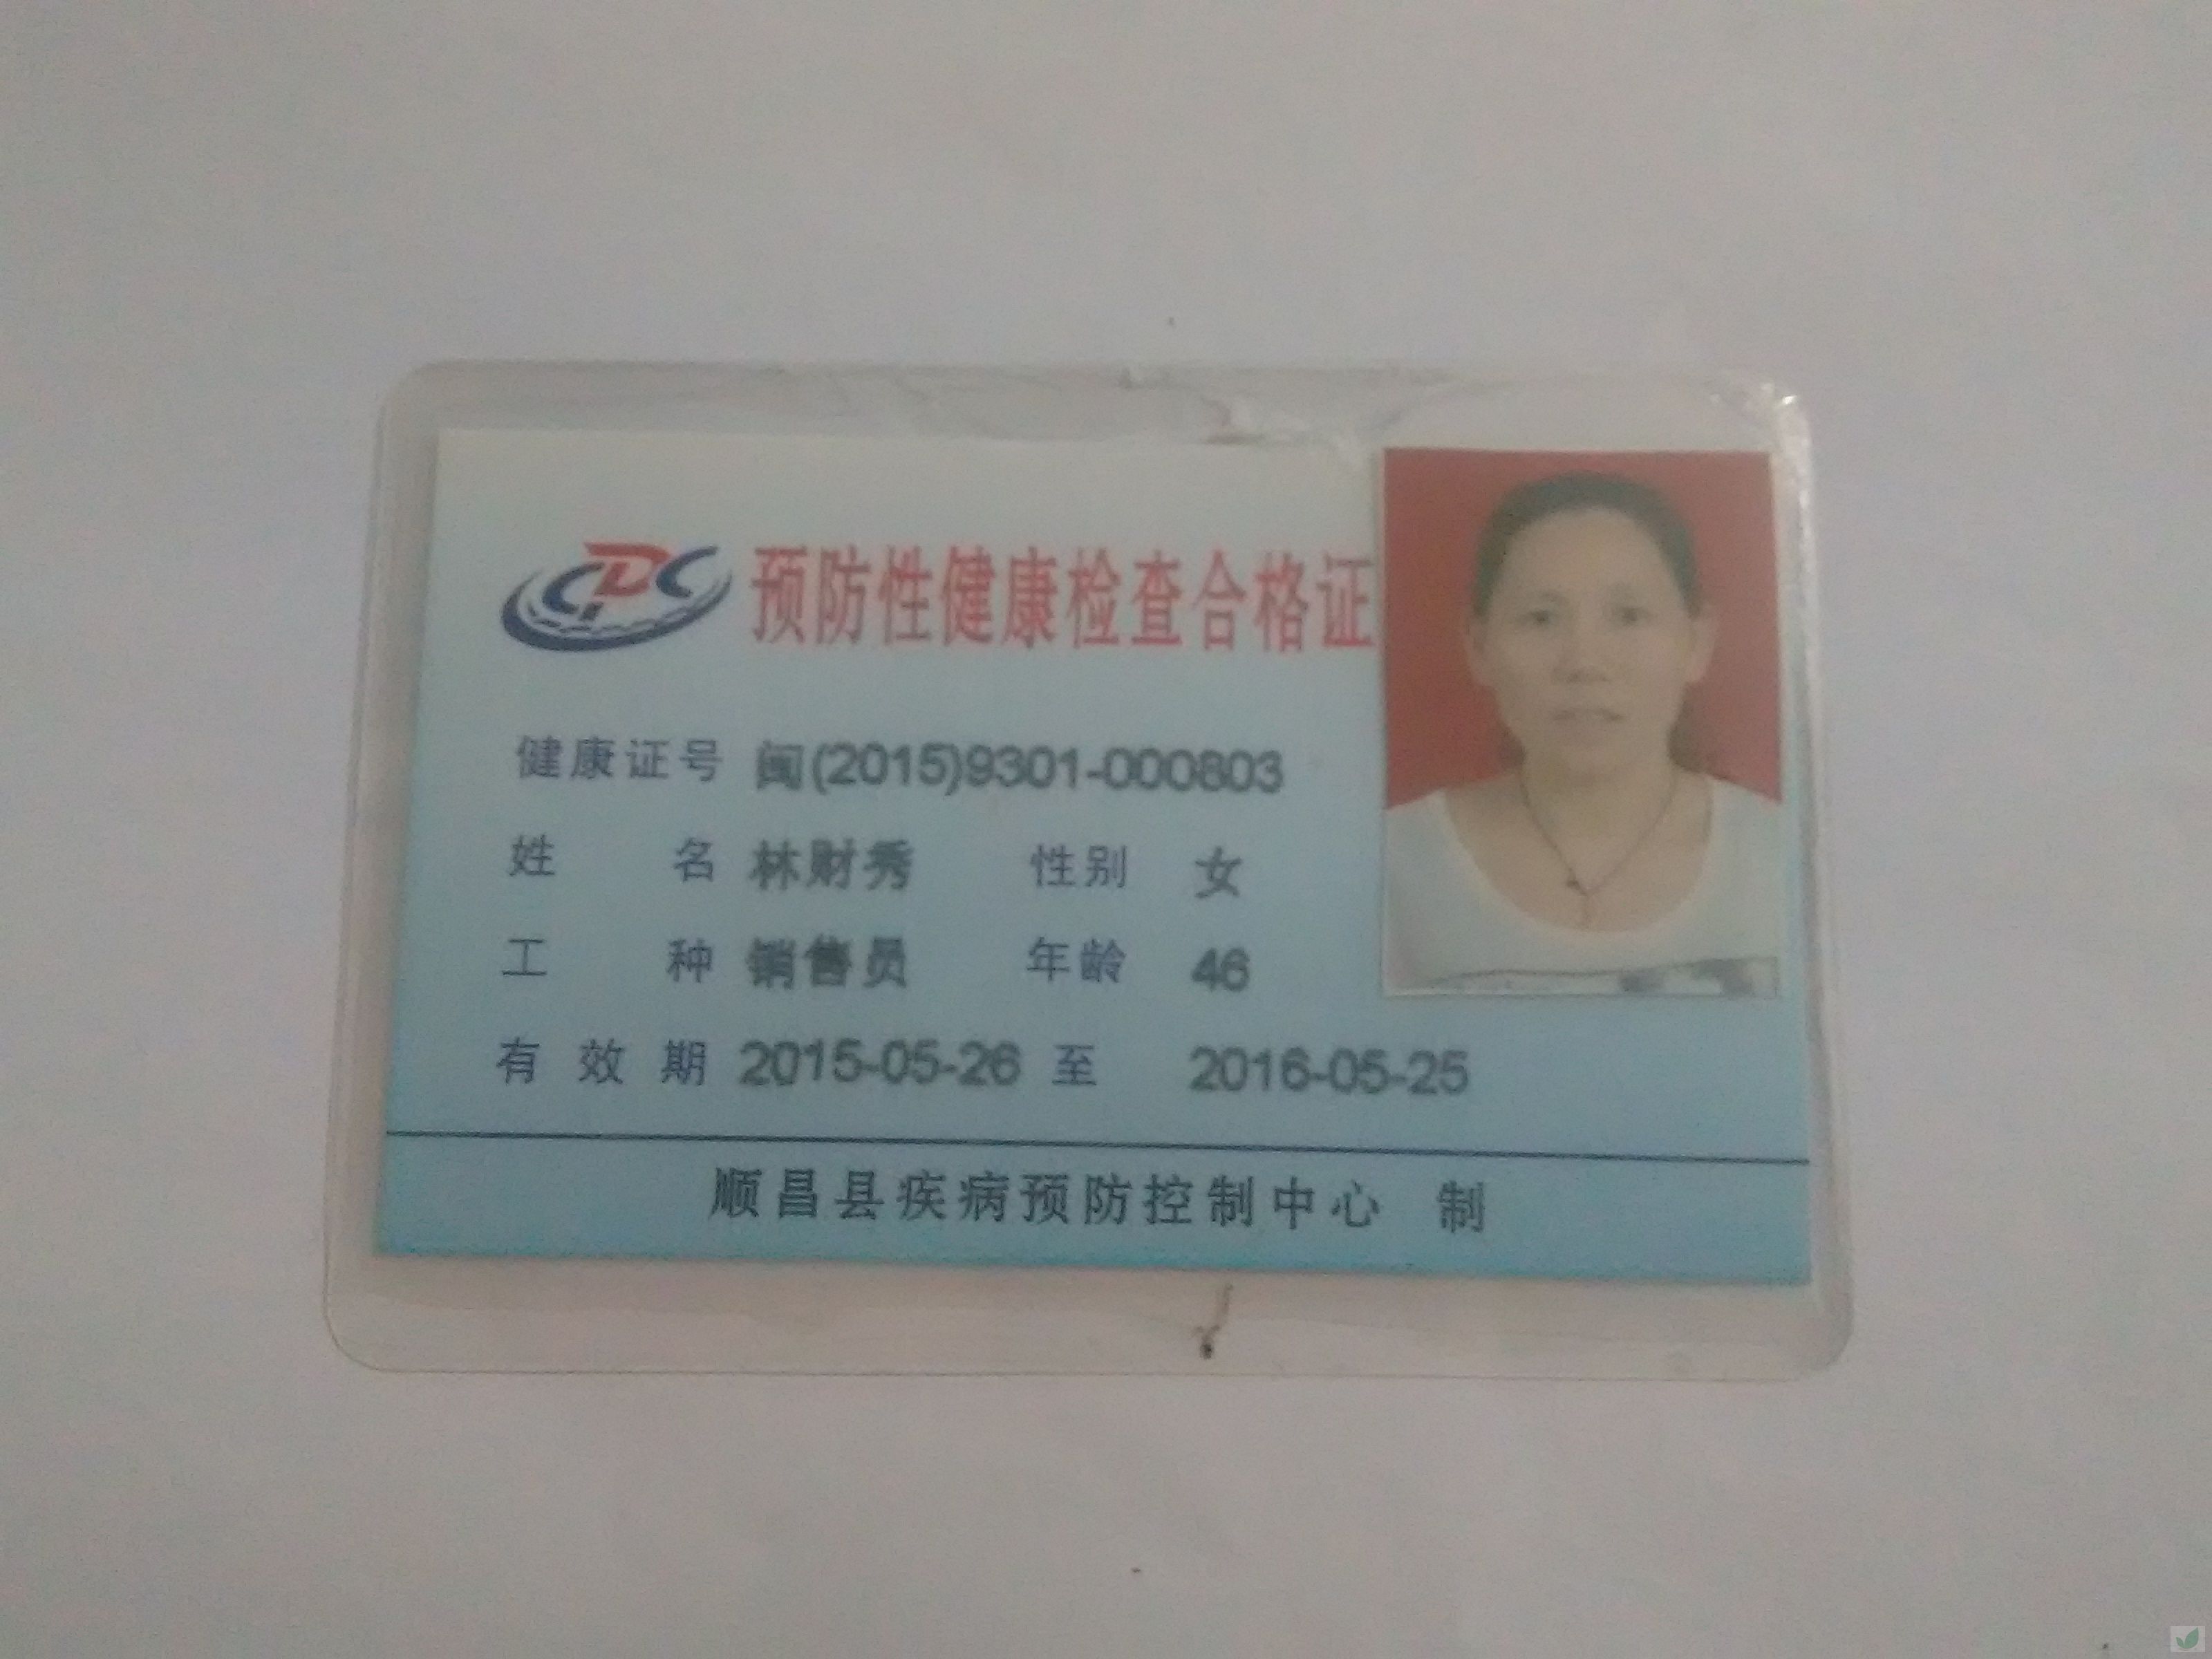 CDC 预防性健康检查合格证
健康证号 闽(2015)9301-000803
姓名 林财秀 性别 女
工种 销售员 年龄 46
有效期 2015-05-26 至 2016-05-25
顺昌县疾病预防控制中心 制